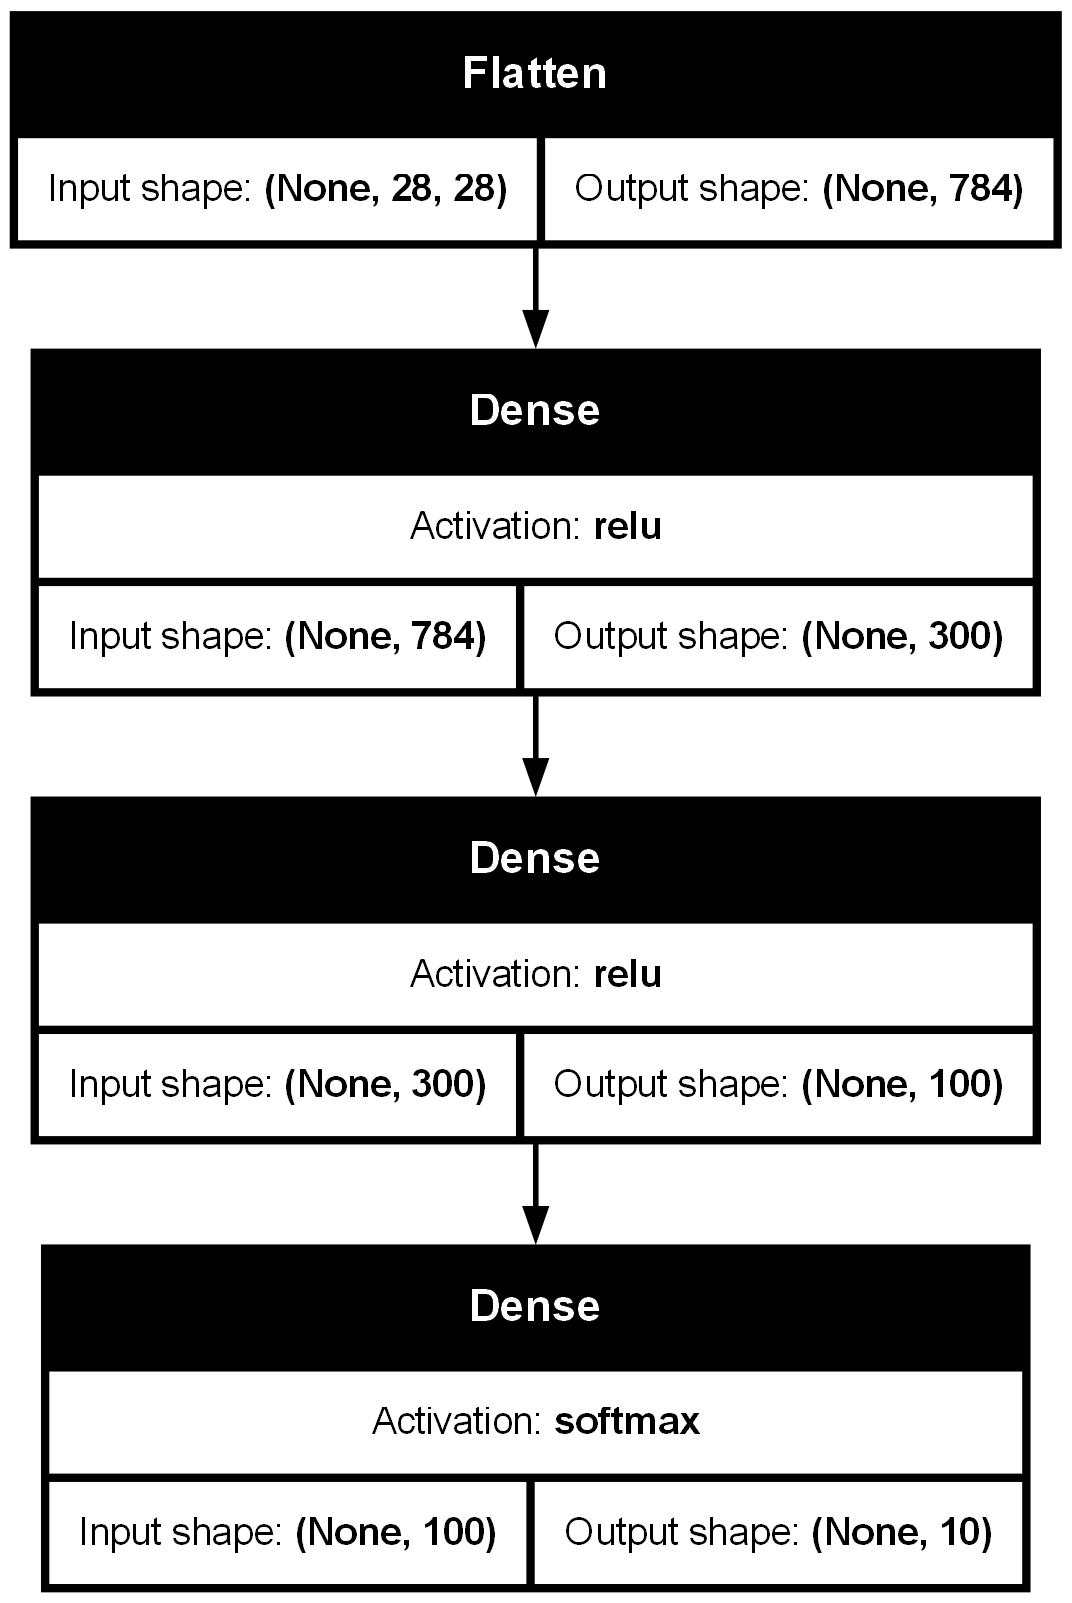 Flatten
Input shape: (None, 28, 28) Output shape: (None, 784)
Dense
Activation: relu
Input shape: (None, 784) Output shape: (None, 300)
Dense
Activation: relu
Input shape: (None, 300) Output shape: (None, 100)
Dense
Activation: softmax
Input shape: (None, 100) Output shape: (None, 10)